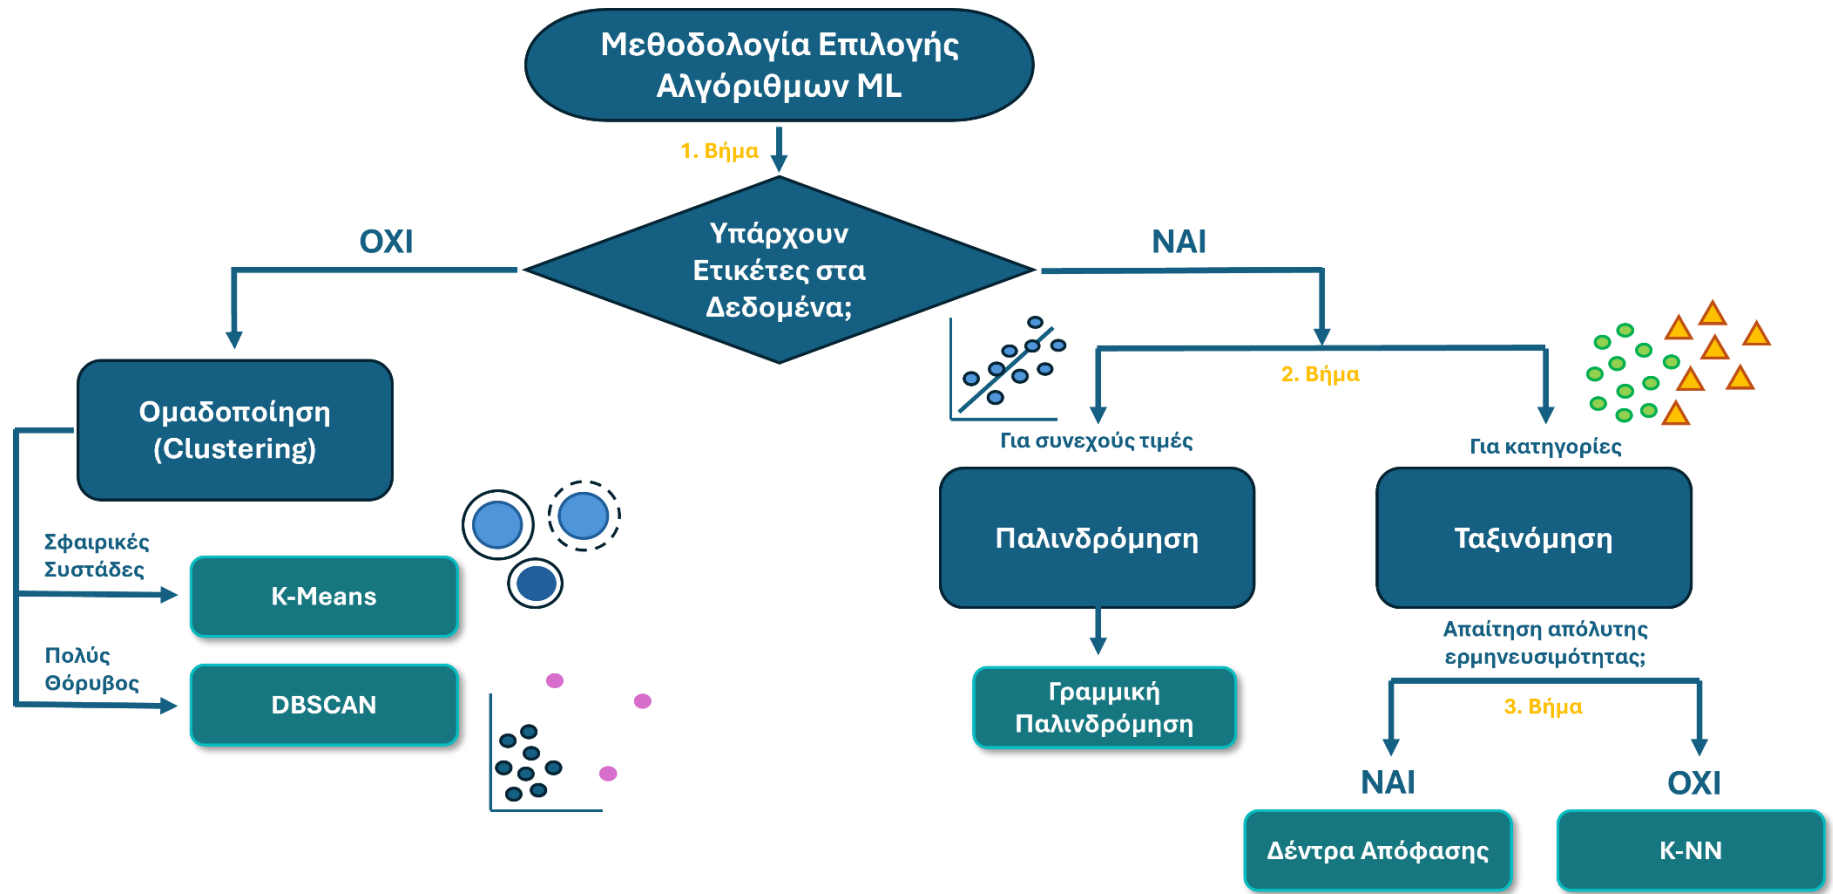 Μεθοδολογία Επιλογής
Αλγόριθμων ML
1. Βήμα
Υπάρχουν
Ετικέτες στα
Δεδομένα;
ΟΧΙ
ΝΑΙ
Ομαδοποίηση
(Clustering)
Σφαιρικές
Συστάδες
K-Means
Πολύς
Θόρυβος
DBSCAN
2. Βήμα
Για συνεχούς τιμές
Παλινδρόμηση
Γραμμική
Παλινδρόμηση
Για κατηγορίες
Ταξινόμηση
Απαίτηση απόλυτης
ερμηνευσιμότητας;
3. Βήμα
ΝΑΙ
ΟΧΙ
Δέντρα Απόφασης
K-NN